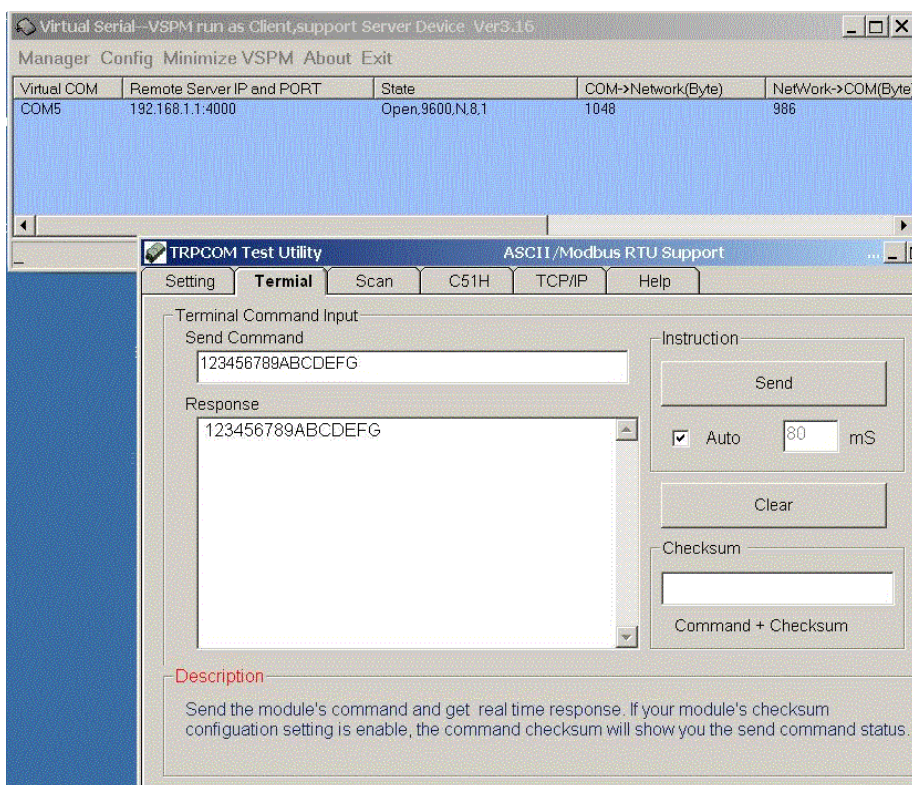 Virtual Serial--VSPM run as Client,support Server Device Ver3.16
Manager Config Minimize VSPM About Exit
Virtual COM Remote Server IP and PORT State COM->Network(Byte) NetWork->COM(Byte)
COM5 192.168.1.1:4000 Open,9600,N,8,1 1048 986
TRPCOM Test Utility ASCII/Modbus RTU Support ...
Setting Termial Scan C51H TCP/IP Help
Terminal Command Input
Send Command
Instruction
123456789ABCDEFG
Send
Response
123456789ABCDEFG
Auto 80 mS
Clear
Checksum
Command + Checksum
Description
Send the module's command and get real time response. If your module's checksum
configuation setting is enable, the command checksum will show you the send command status.